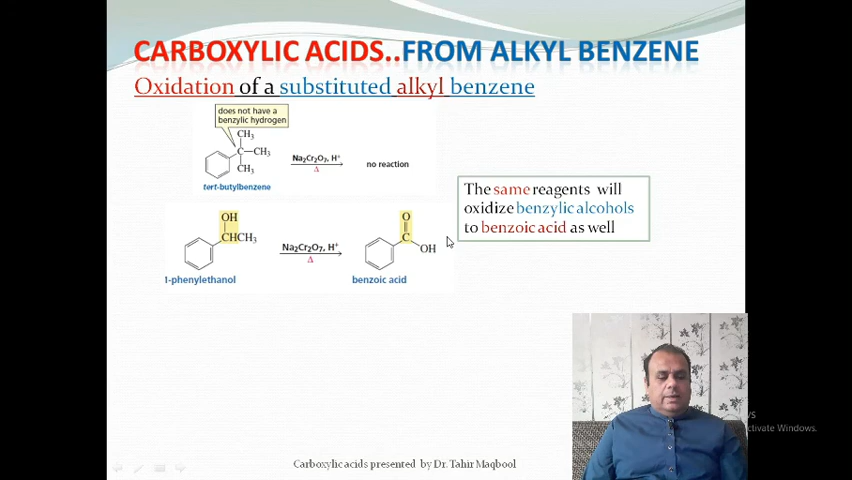 CARBOXYLIC ACIDS..FROM ALKYL BENZENE
Oxidation of a substituted alkyl benzene
does not have a
benzylic hydrogen
CH3
C—CH3
CH3
Na2Cr2O7, H+
Δ
no reaction
tert-butylbenzene
The same reagents will
oxidize benzylic alcohols
to benzoic acid as well
OH
CHCH3
Na2Cr2O7, H+
Δ
O
C
OH
1-phenylethanol
benzoic acid
ctivate Windows.
Carboxylic acids presented by Dr. Tahir Maqbool